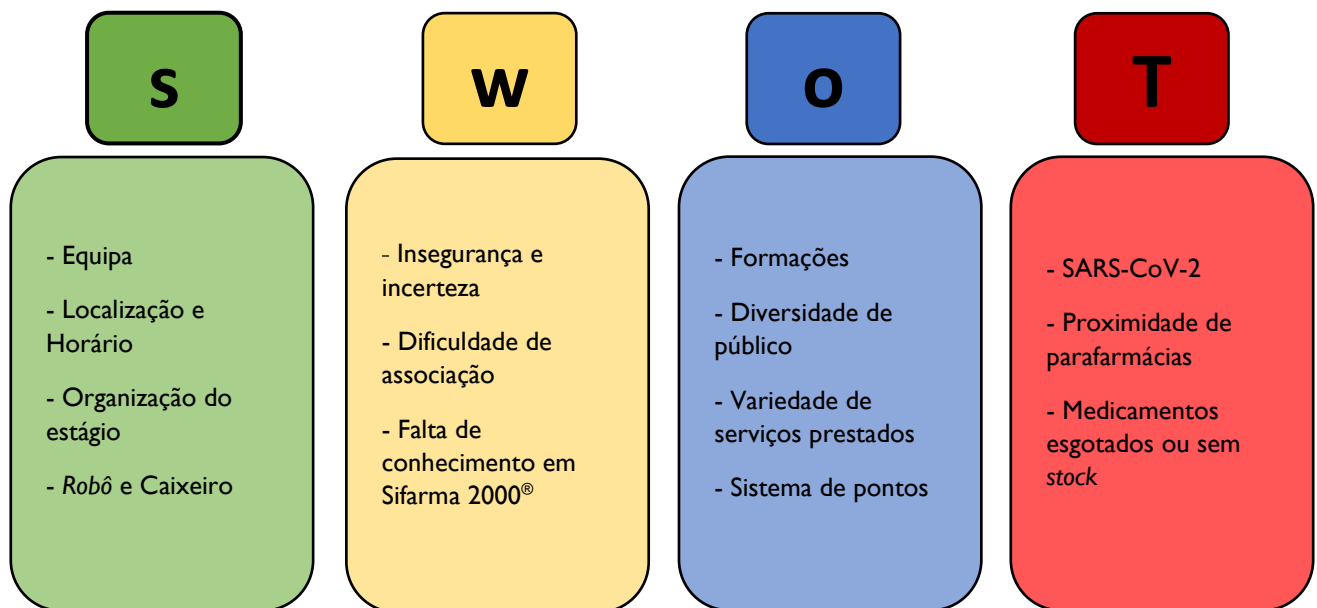 S
W
O
T
- Equipa
- Localização e
Horário
- Organização do
estágio
- Robô e Caixeiro
- Insegurança e
incerteza
- Dificuldade de
associação
- Falta de
conhecimento em
Sifarma 2000®
- Formações
- Diversidade de
público
- Variedade de
serviços prestados
- Sistema de pontos
- SARS-CoV-2
- Proximidade de
parafarmácias
- Medicamentos
esgotados ou sem
stock